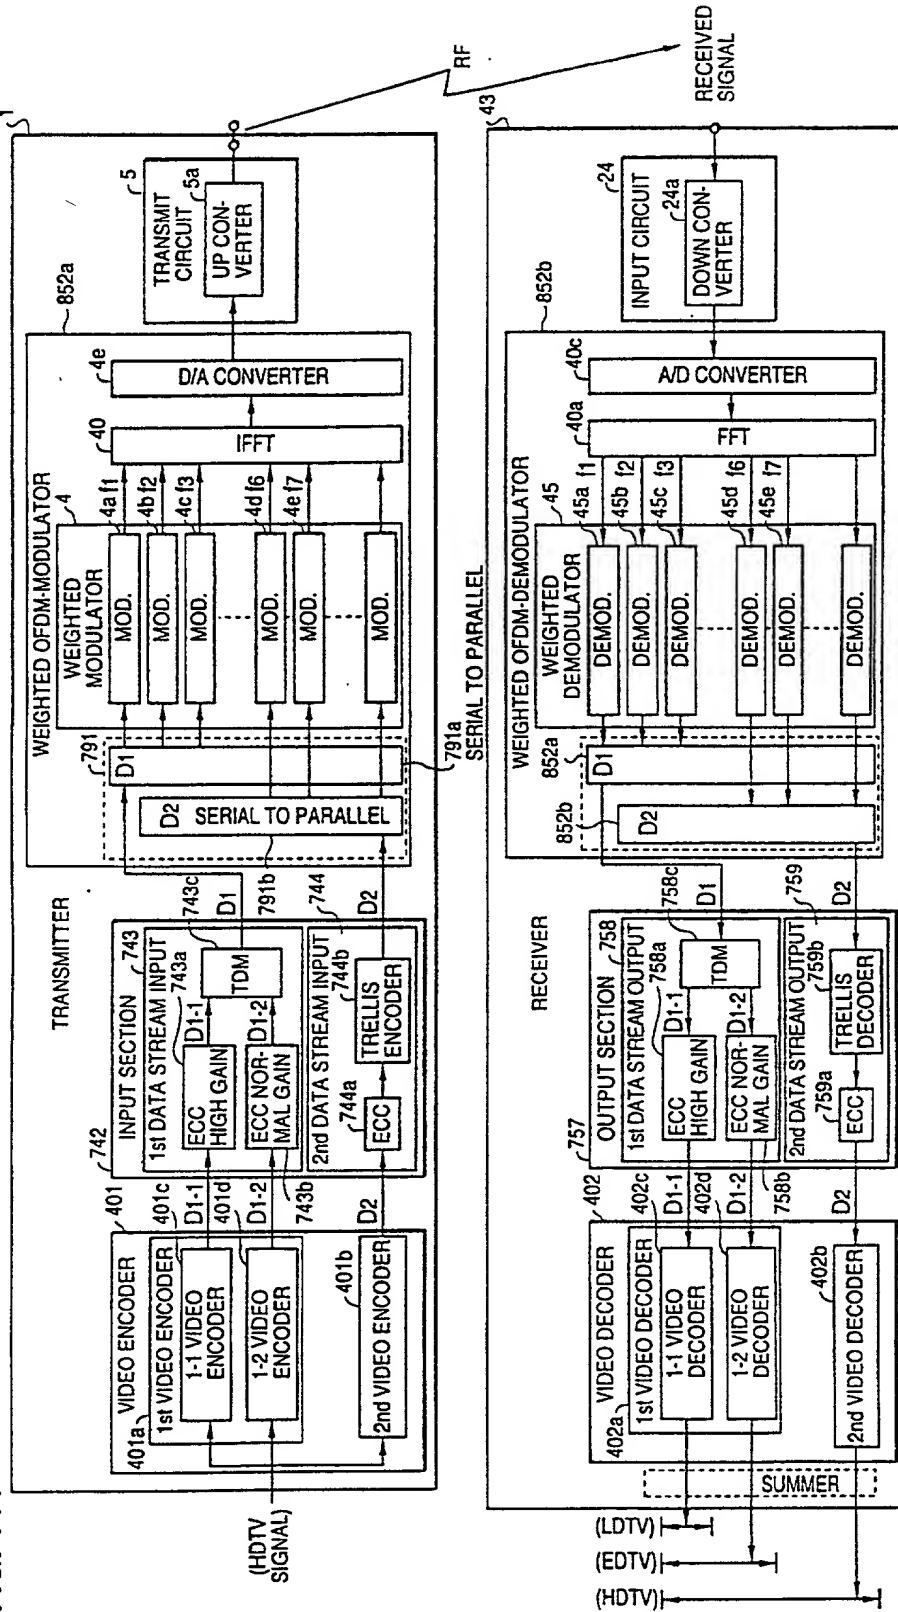 1
TRANSMITTER
(HDTV
SIGNAL)
401
VIDEO ENCODER
401a
1st VIDEO ENCODER
401c
1-1 VIDEO
ENCODER
401d
1-2 VIDEO
ENCODER
401b
2nd VIDEO ENCODER
D1-1
D1-2
D2
742
INPUT SECTION
743
1st DATA STREAM INPUT
743a
ECC
HIGH GAIN
D1-1
743b
ECC NOR-
MAL GAIN
D1-2
743c
TDM
D1
744
2nd DATA STREAM INPUT
744a
ECC
744b
TRELLIS
ENCODER
D2
852a
WEIGHTED OFDM-MODULATOR
791
D1
791b
D2 SERIAL TO PARALLEL
791a
SERIAL TO PARALLEL
4
WEIGHTED
MODULATOR
MOD.
4a f1
MOD.
4b f2
MOD.
4c f3
MOD.
4d f6
MOD.
4e f7
MOD.
40
IFFT
4e
D/A CONVERTER
5
TRANSMIT
CIRCUIT
5a
UP CON-
VERTER
RF
RECEIVED
SIGNAL
43
RECEIVER
24
INPUT CIRCUIT
24a
DOWN CON-
VERTER
852b
WEIGHTED OFDM-DEMODULATOR
40c
A/D CONVERTER
40a
FFT
45
WEIGHTED
DEMODULATOR
45a f1
DEMOD.
45b f2
DEMOD.
45c f3
DEMOD.
45d f6
DEMOD.
45e f7
DEMOD.
DEMOD.
852a
D1
852b
D2
D1
D2
757
OUTPUT SECTION
758
1st DATA STREAM OUTPUT
758c
TDM
758a
D1-1
ECC
HIGH GAIN
D1-2
ECC NOR-
MAL GAIN
758b
759
2nd DATA STREAM OUTPUT
759b
TRELLIS
DECODER
759a
ECC
D1-1
D1-2
D2
402
VIDEO DECODER
402a
1st VIDEO DECODER
402c
1-1 VIDEO
DECODER
402d
1-2 VIDEO
DECODER
402b
2nd VIDEO DECODER
SUMMER
(LDTV)
(EDTV)
(HDTV)